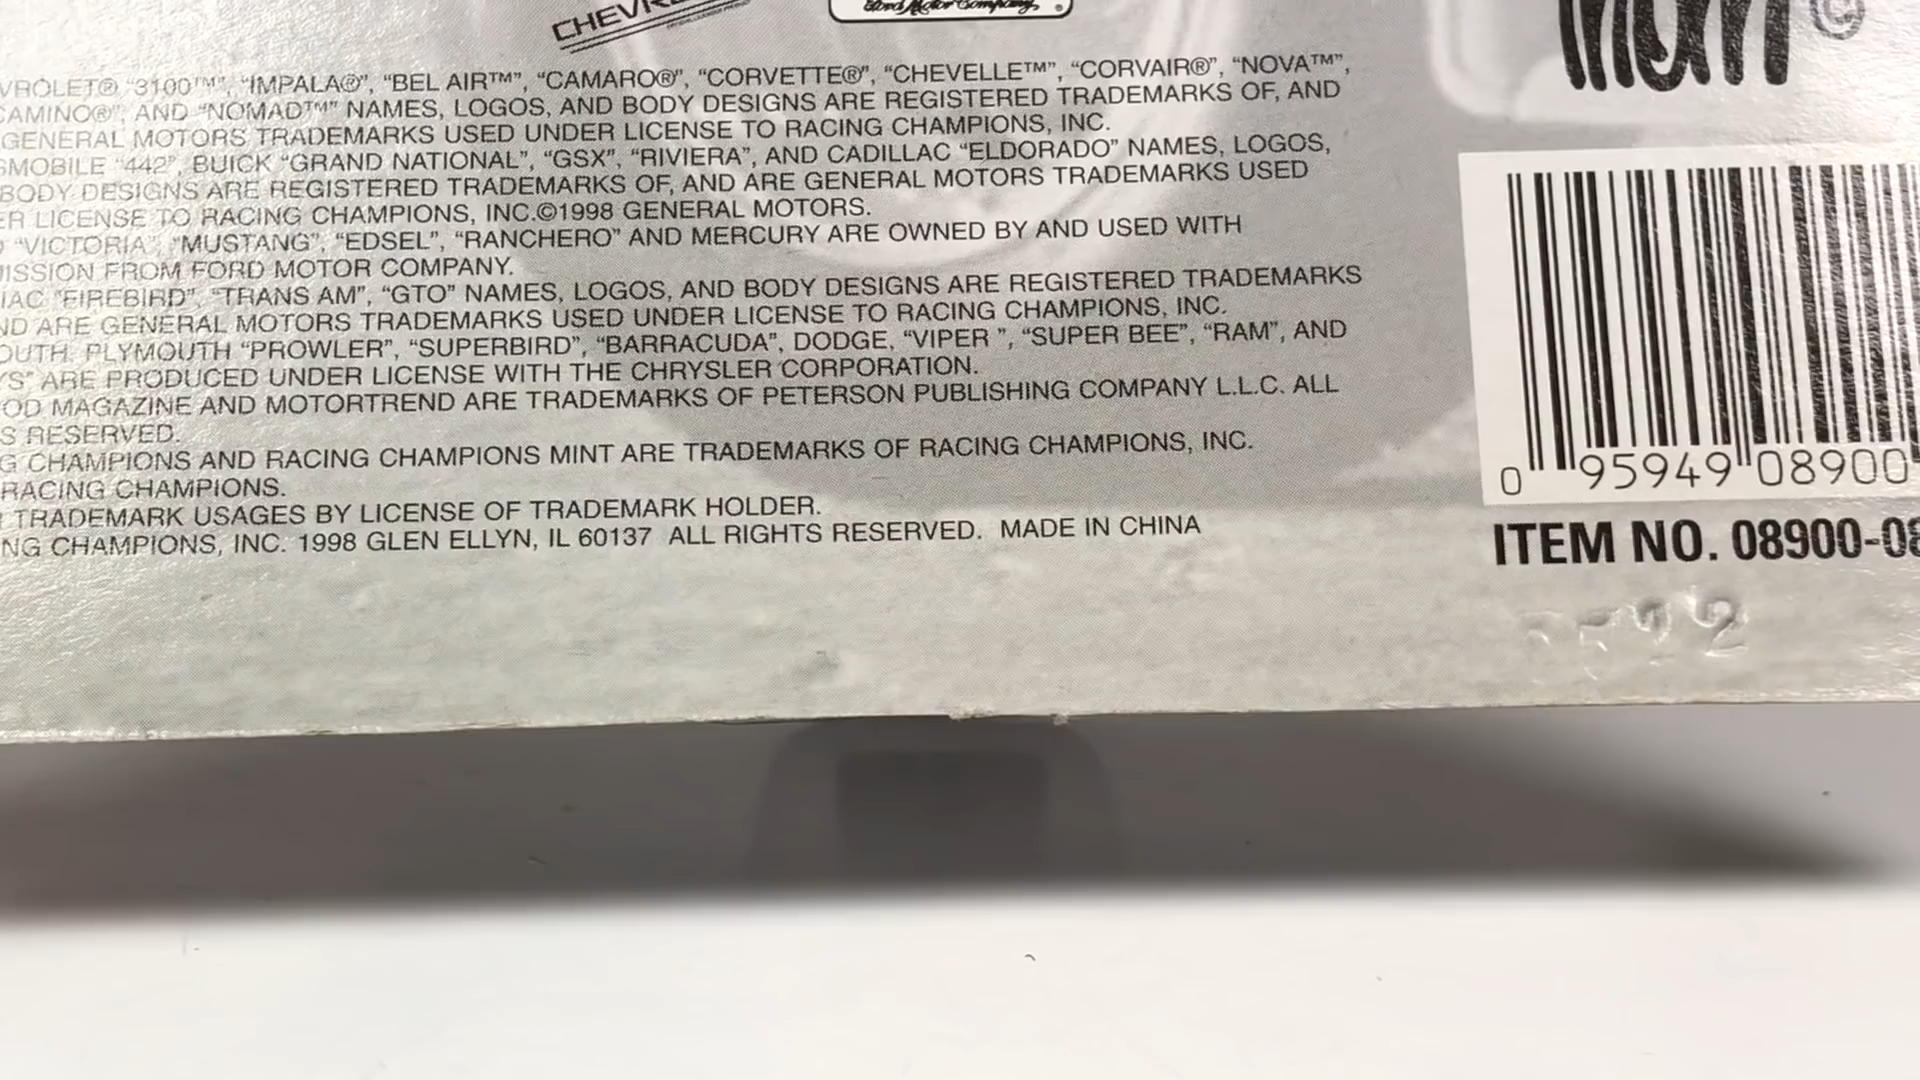 CHEVR
Ford Motor Company ®
mint ©
VROLET® "3100™", "IMPALA®", "BEL AIR™", "CAMARO®", "CORVETTE®", "CHEVELLE™", "CORVAIR®", "NOVA™",
CAMINO®", AND "NOMAD™" NAMES, LOGOS, AND BODY DESIGNS ARE REGISTERED TRADEMARKS OF, AND
GENERAL MOTORS TRADEMARKS USED UNDER LICENSE TO RACING CHAMPIONS, INC.
SMOBILE "442", BUICK "GRAND NATIONAL", "GSX", "RIVIERA", AND CADILLAC "ELDORADO" NAMES, LOGOS,
BODY DESIGNS ARE REGISTERED TRADEMARKS OF, AND ARE GENERAL MOTORS TRADEMARKS USED
ER LICENSE TO RACING CHAMPIONS, INC.©1998 GENERAL MOTORS.
"VICTORIA", "MUSTANG", "EDSEL", "RANCHERO" AND MERCURY ARE OWNED BY AND USED WITH
ISSION FROM FORD MOTOR COMPANY.
IAC "FIREBIRD", "TRANS AM", "GTO" NAMES, LOGOS, AND BODY DESIGNS ARE REGISTERED TRADEMARKS
ND ARE GENERAL MOTORS TRADEMARKS USED UNDER LICENSE TO RACING CHAMPIONS, INC.
OUTH, PLYMOUTH "PROWLER", "SUPERBIRD", "BARRACUDA", DODGE, "VIPER ", "SUPER BEE", "RAM", AND
'S" ARE PRODUCED UNDER LICENSE WITH THE CHRYSLER CORPORATION.
OD MAGAZINE AND MOTORTREND ARE TRADEMARKS OF PETERSON PUBLISHING COMPANY L.L.C. ALL
S RESERVED.
G CHAMPIONS AND RACING CHAMPIONS MINT ARE TRADEMARKS OF RACING CHAMPIONS, INC.
RACING CHAMPIONS.
TRADEMARK USAGES BY LICENSE OF TRADEMARK HOLDER.
NG CHAMPIONS, INC. 1998 GLEN ELLYN, IL 60137 ALL RIGHTS RESERVED. MADE IN CHINA
0 95949 08900
ITEM NO. 08900-08